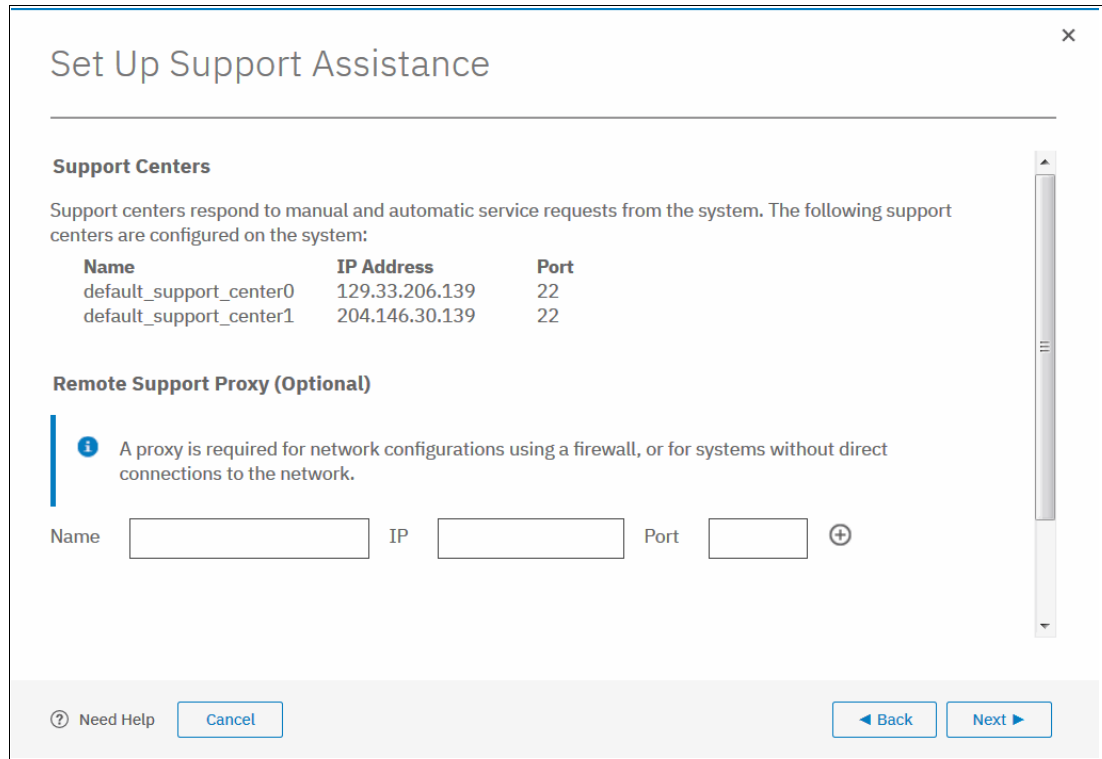 Set Up Support Assistance
Support Centers
Support centers respond to manual and automatic service requests from the system. The following support
centers are configured on the system:
Name IP Address Port
default_support_center0 129.33.206.139 22
default_support_center1 204.146.30.139 22
Remote Support Proxy (Optional)
A proxy is required for network configurations using a firewall, or for systems without direct
connections to the network.
Name IP Port
Need Help Cancel Back Next